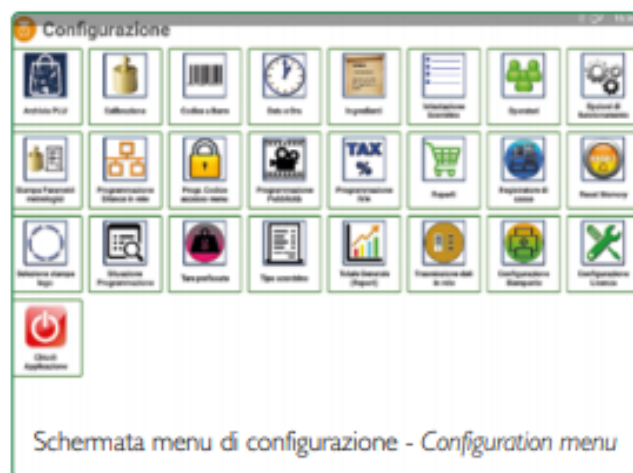 Configurazione
Archivio PLU
Calibrazione
Codice a Barre
Data e Ora
Ingredienti
Intestazione
Scontrino
Operatori
Opzioni di
funzionamento
Stampa Parametri
metrologici
Programmazione
Bilance in rete
Prog. Codice
accesso menu
Programmazione
Pubblicità
TAX
%
Programmazione
IVA
Reparti
Registratore di
cassa
Reset Memory
Selezione stampa
logo
Situazione
Programmazione
Tare prefissate
Tipo scontrino
Totale Generale
(Report)
Trasmissione dati
in rete
Configurazione
Stampante
Configurazione
Licenza
Chiudi
Applicazione
Schermata menu di configurazione - Configuration menu